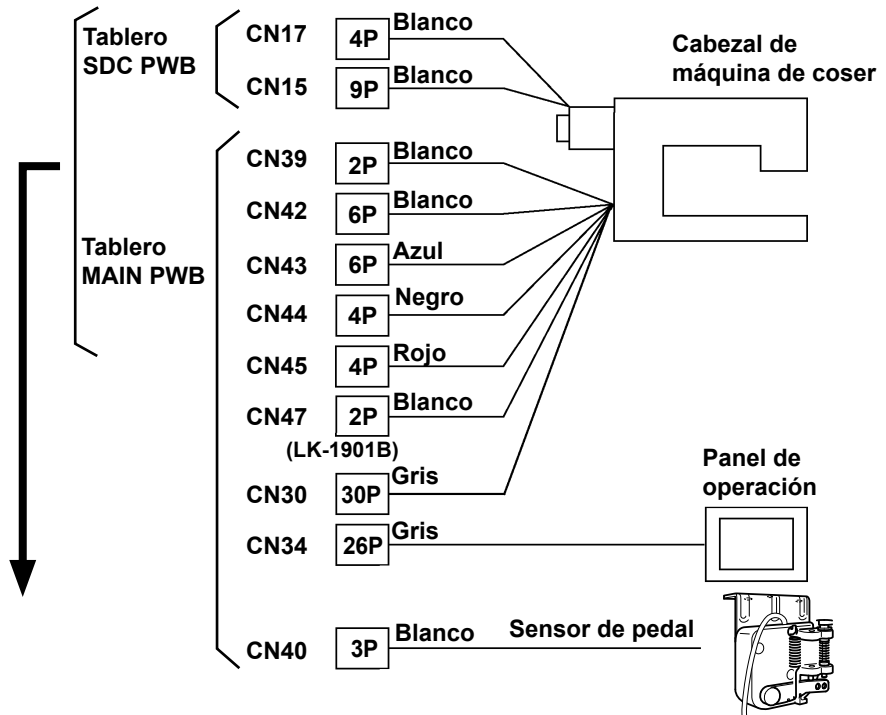 Tablero
SDC PWB
CN17 4P Blanco
CN15 9P Blanco
Cabezal de
máquina de coser
Tablero
MAIN PWB
CN39 2P Blanco
CN42 6P Blanco
CN43 6P Azul
CN44 4P Negro
CN45 4P Rojo
CN47 2P Blanco
(LK-1901B)
CN30 30P Gris
CN34 26P Gris
Panel de
operación
CN40 3P Blanco Sensor de pedal